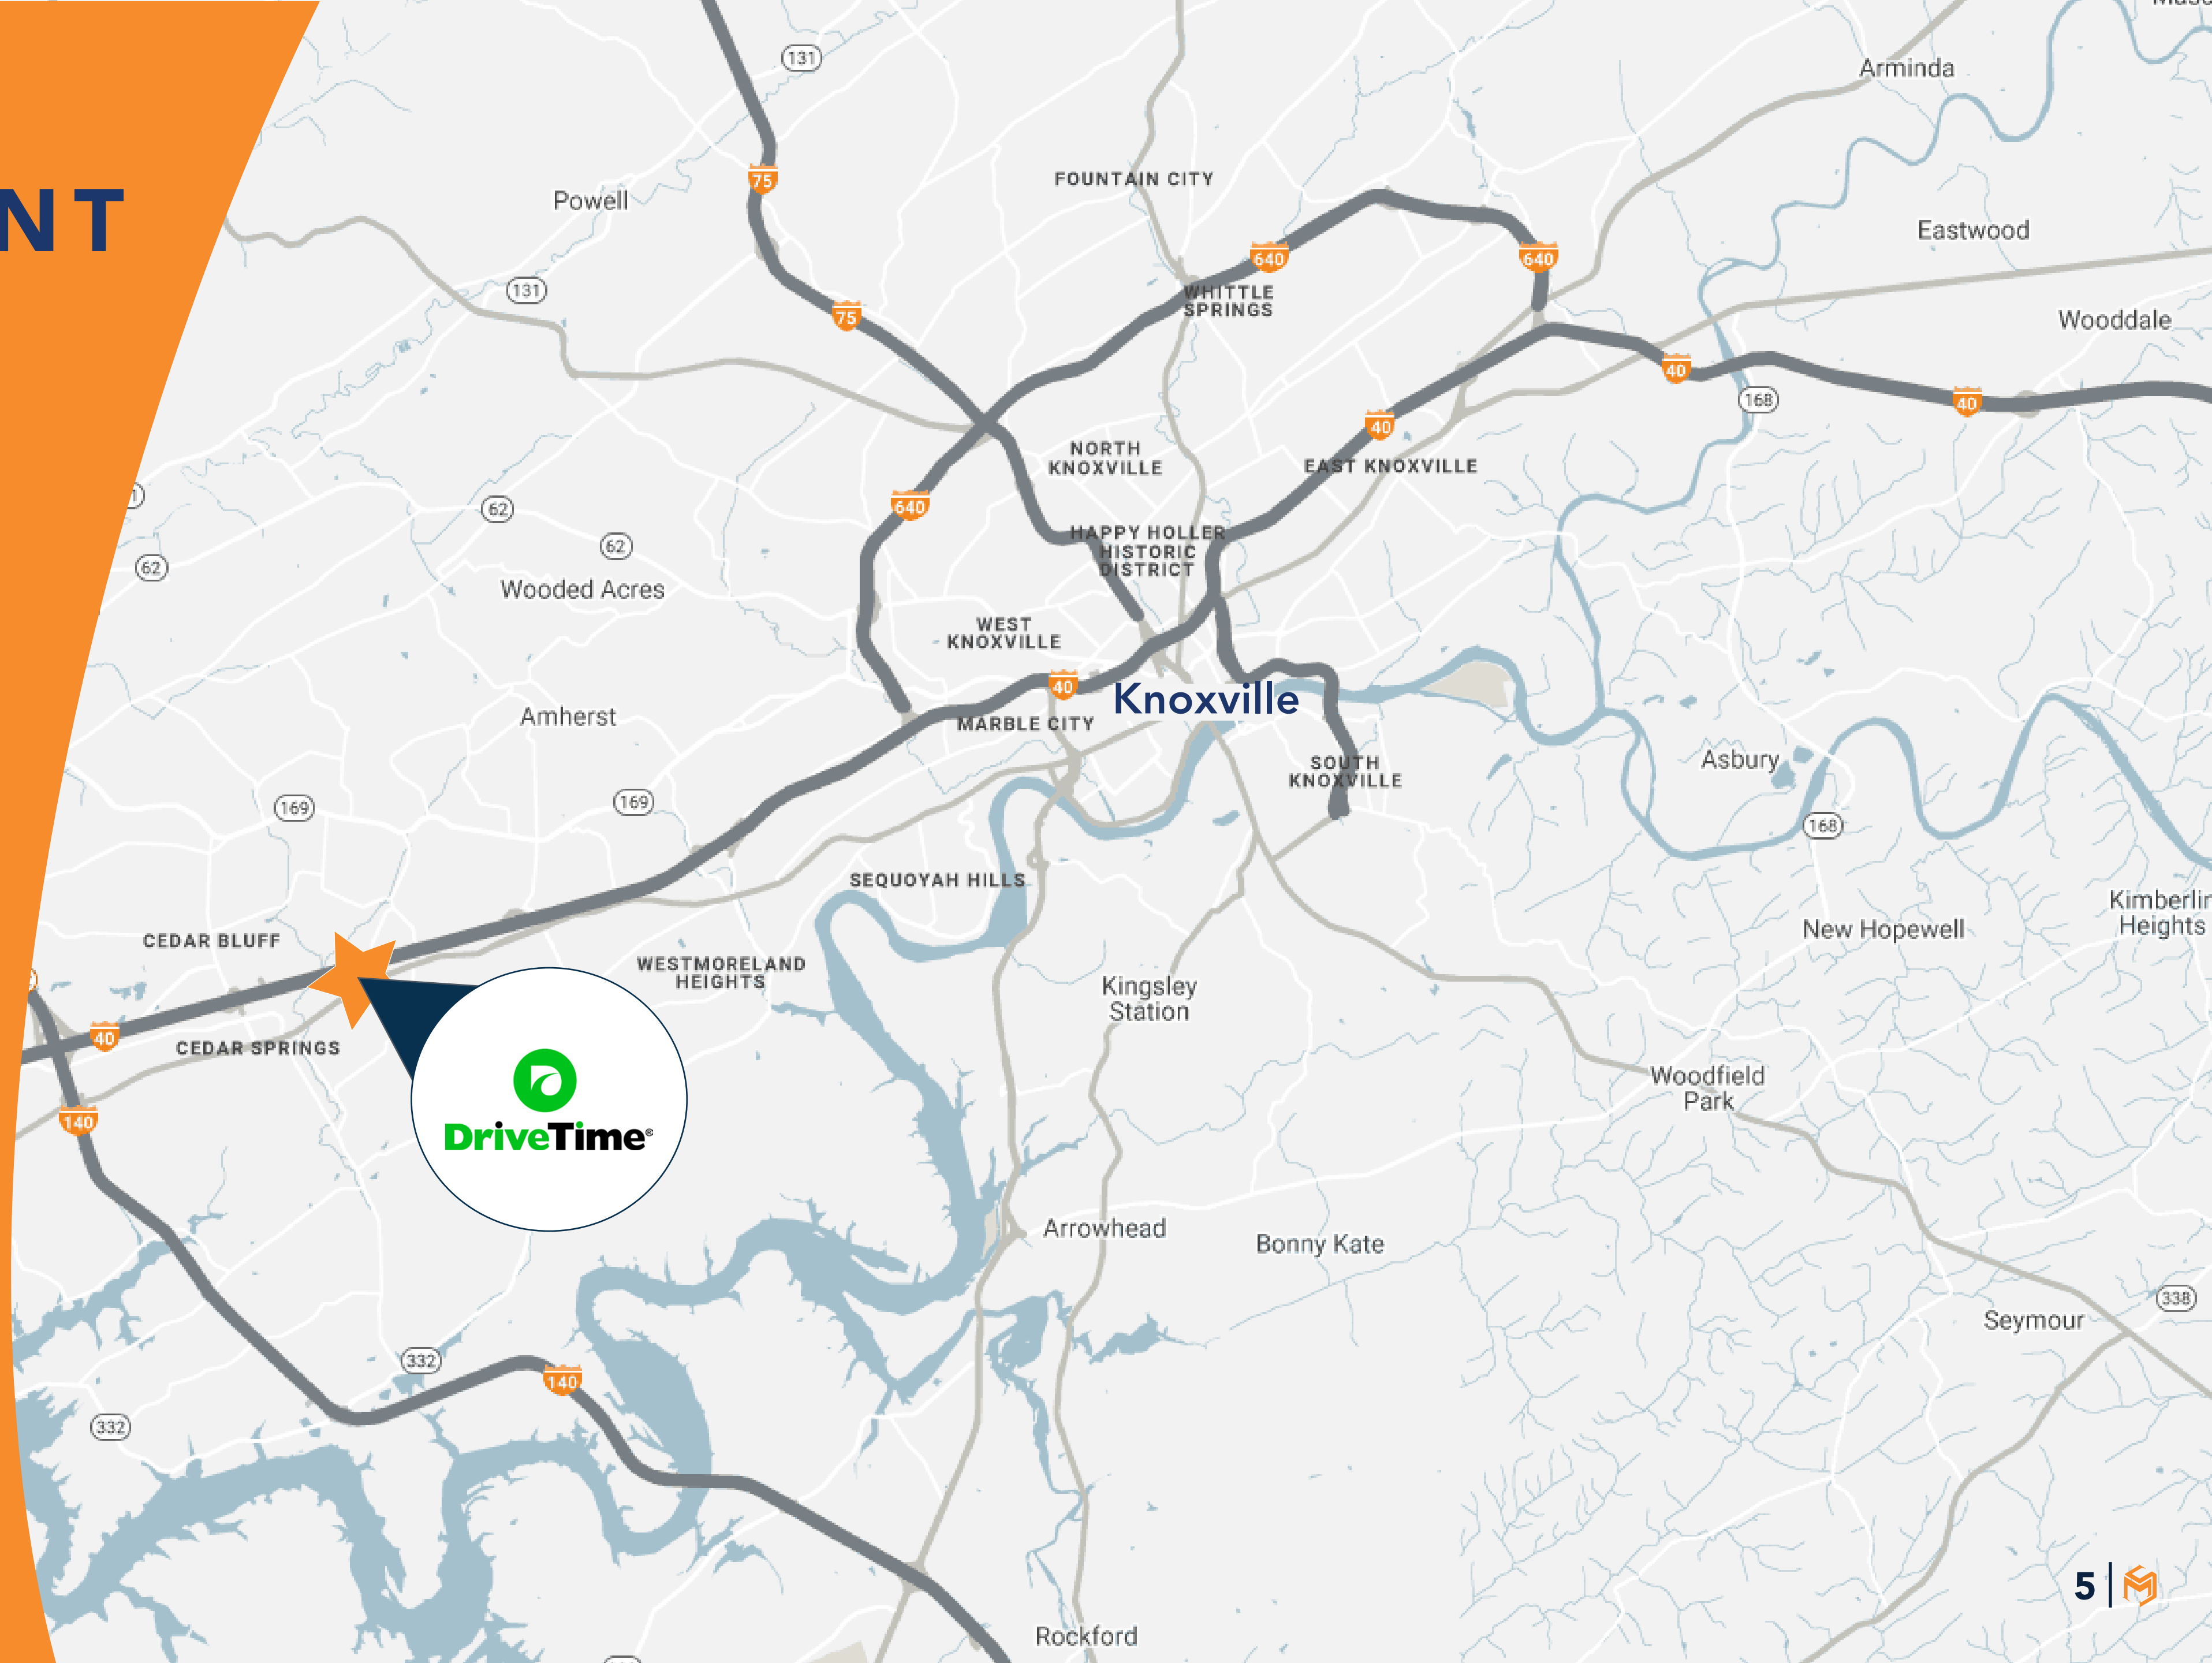 NT
Arminda
131
FOUNTAIN CITY
75
Powell
Eastwood
640
640
131
WHITTLE
SPRINGS
75
Wooddale
40
168
40
40
NORTH
KNOXVILLE
EAST KNOXVILLE
640
62
HAPPY HOLLER
HISTORIC
DISTRICT
62
62
Wooded Acres
WEST
KNOXVILLE
40
Knoxville
Amherst
MARBLE CITY
SOUTH
KNOXVILLE
Asbury
169
169
168
SEQUOYAH HILLS
Kimberlin
Heights
New Hopewell
CEDAR BLUFF
WESTMORELAND
HEIGHTS
Kingsley
Station
40
CEDAR SPRINGS
Woodfield
Park
140
DriveTime®
Arrowhead
Bonny Kate
338
Seymour
332
140
332
5
Rockford